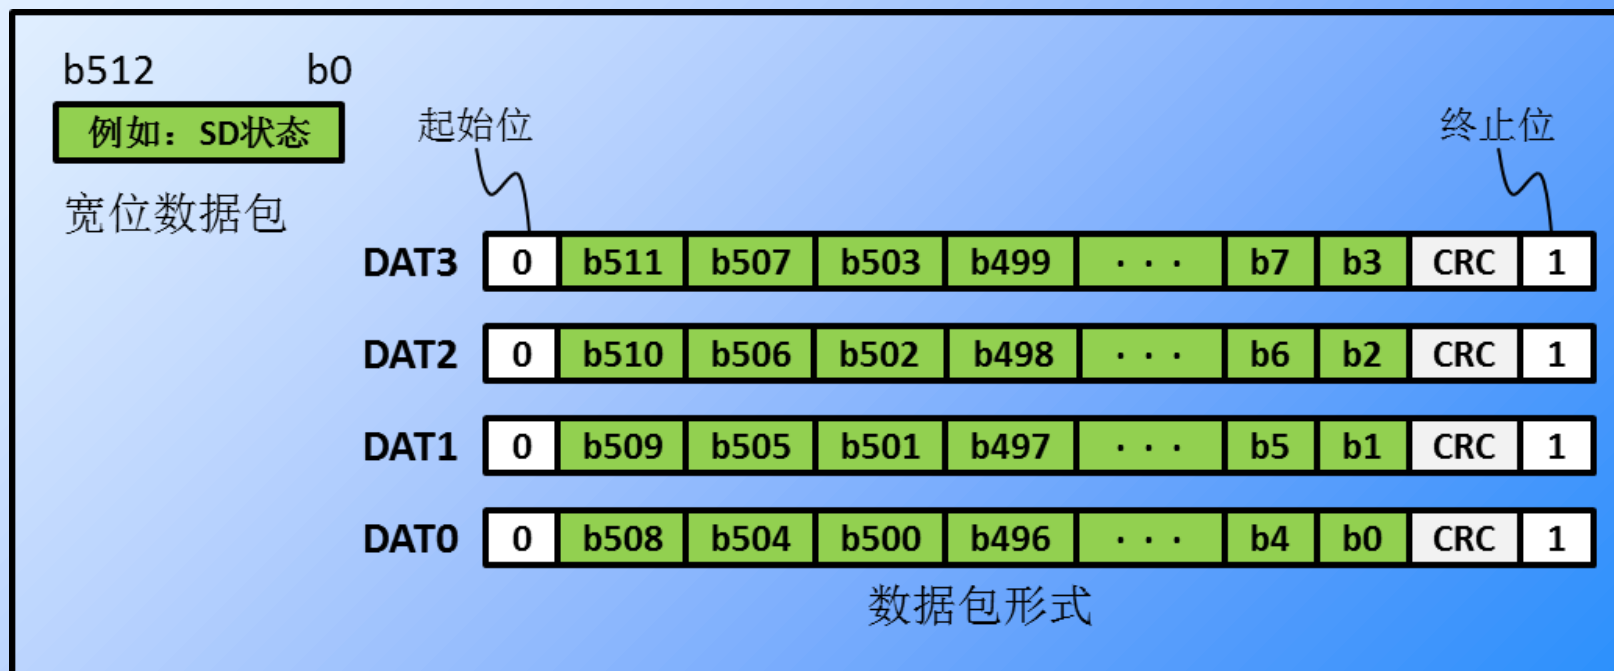 b512 b0
例如：SD状态
宽位数据包
起始位
终止位
DAT3 0 b511 b507 b503 b499 · · · b7 b3 CRC 1
DAT2 0 b510 b506 b502 b498 · · · b6 b2 CRC 1
DAT1 0 b509 b505 b501 b497 · · · b5 b1 CRC 1
DAT0 0 b508 b504 b500 b496 · · · b4 b0 CRC 1
数据包形式